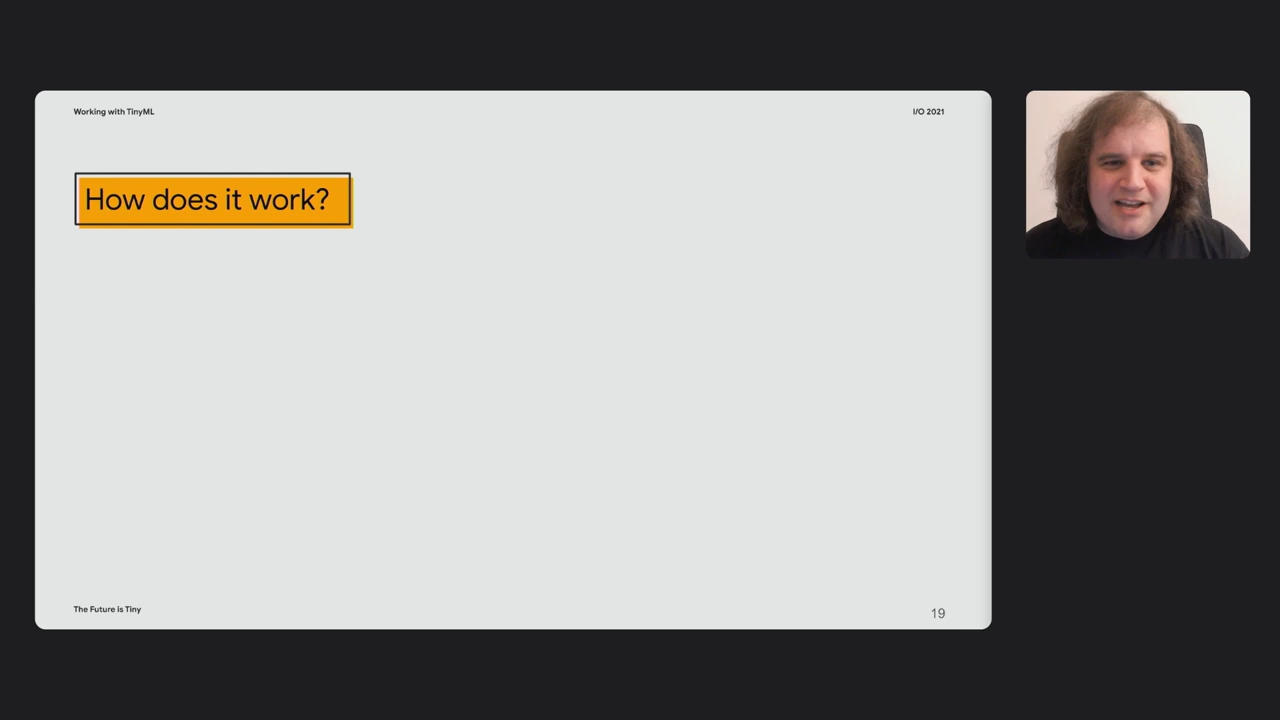 Working with TinyML
I/O 2021
How does it work?
The Future is Tiny
19